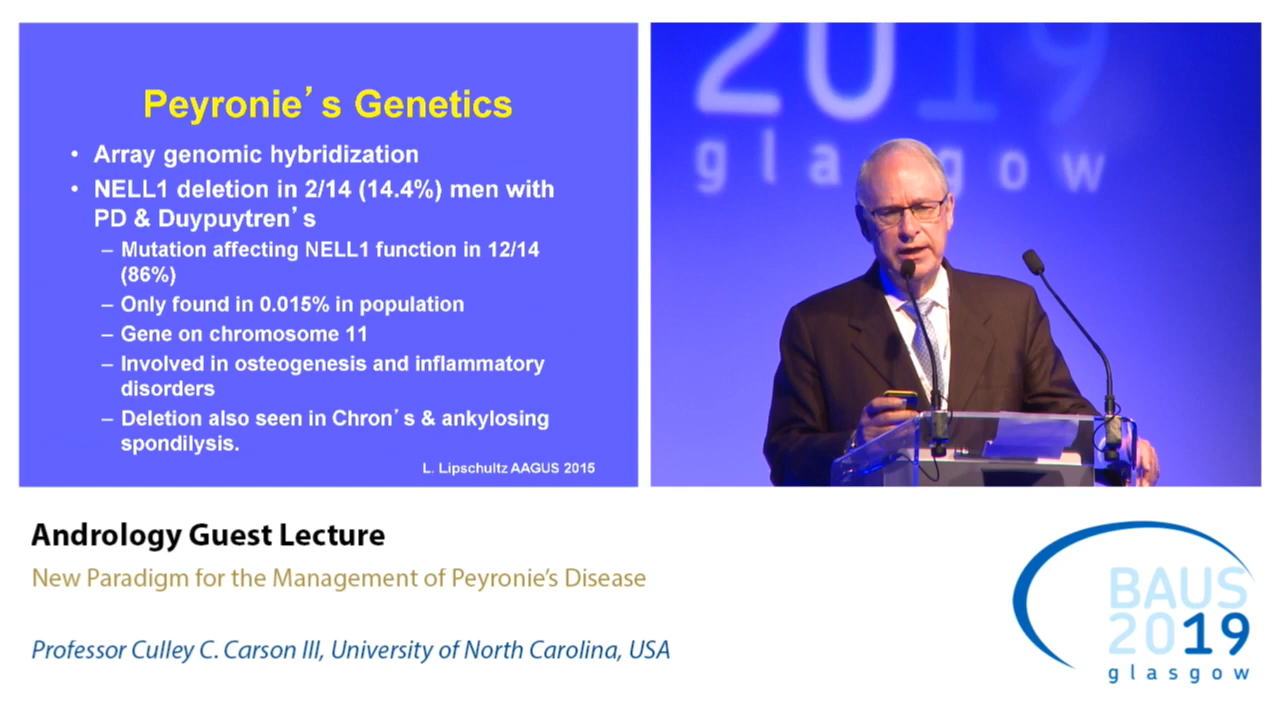 Peyronie’s Genetics
• Array genomic hybridization
• NELL1 deletion in 2/14 (14.4%) men with
PD & Duypuytren’s
– Mutation affecting NELL1 function in 12/14
(86%)
– Only found in 0.015% in population
– Gene on chromosome 11
– Involved in osteogenesis and inflammatory
disorders
– Deletion also seen in Chron’s & ankylosing
spondilysis.
L. Lipschultz AAGUS 2015
2019
glasgow
Andrology Guest Lecture
New Paradigm for the Management of Peyronie’s Disease
Professor Culley C. Carson III, University of North Carolina, USA
BAUS
2019
glasgow